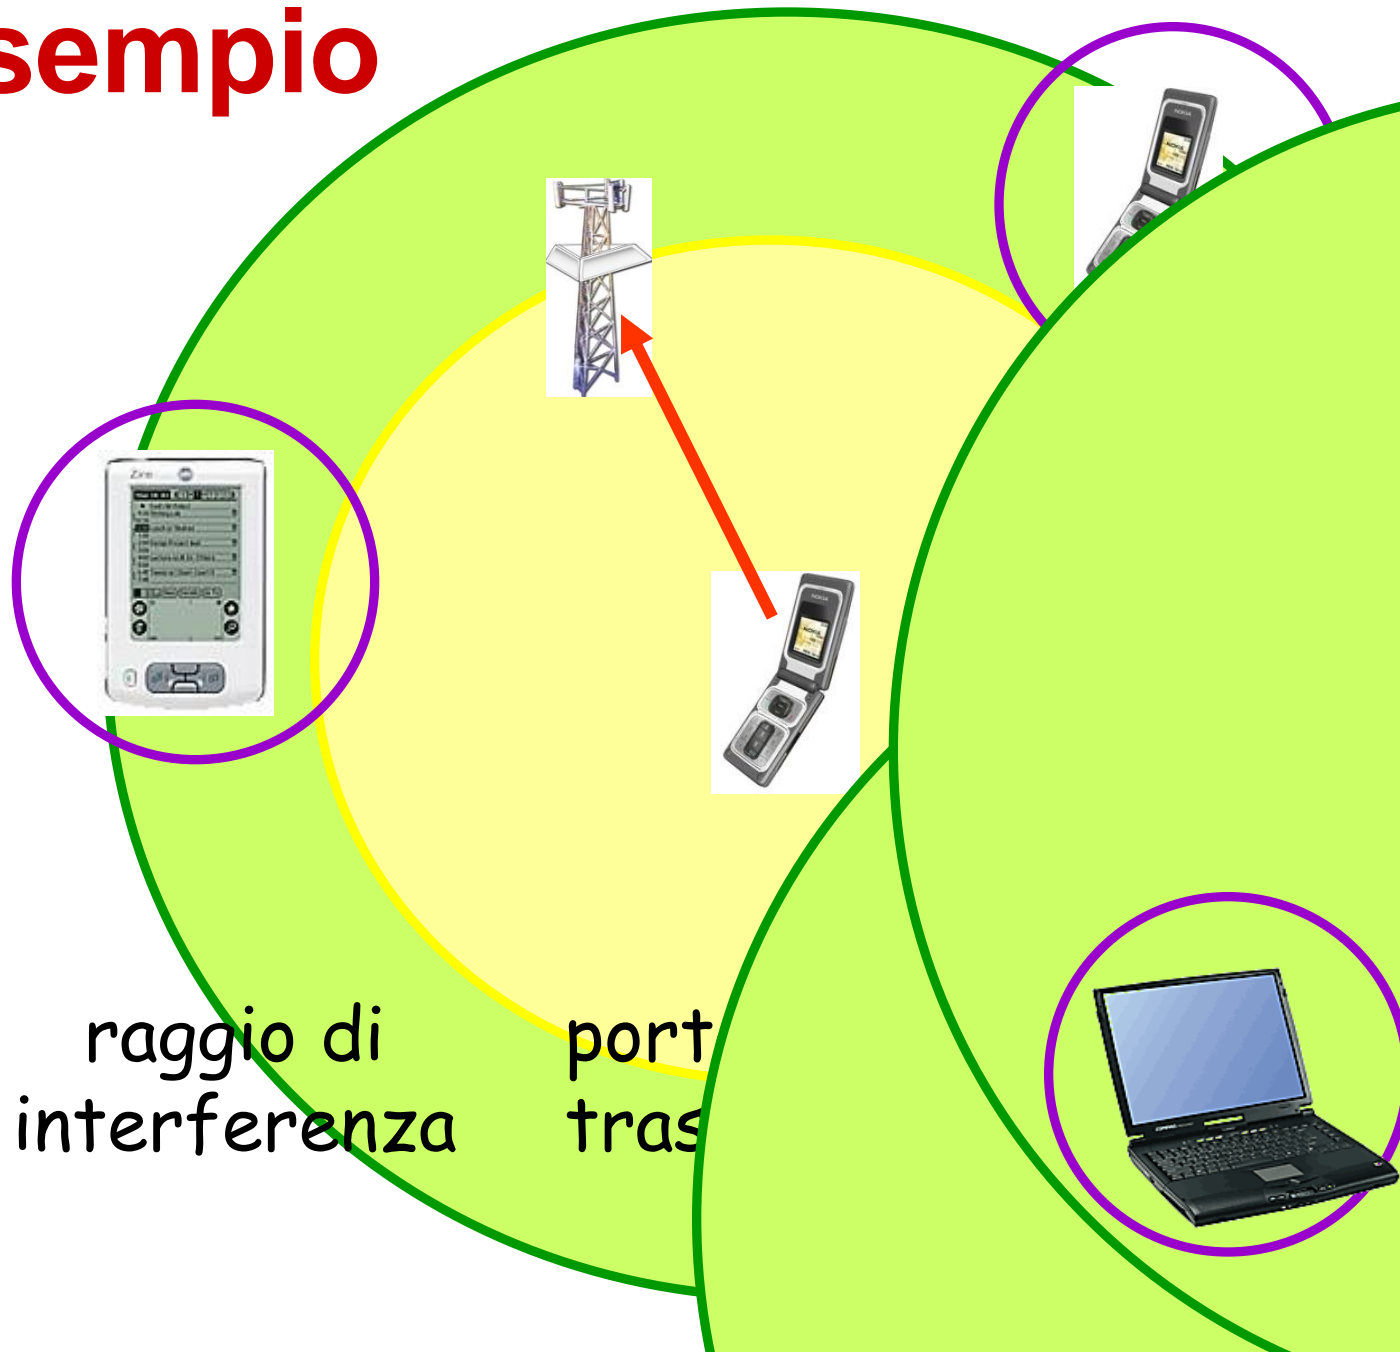 sempio
raggio di
interferenza
port
tras